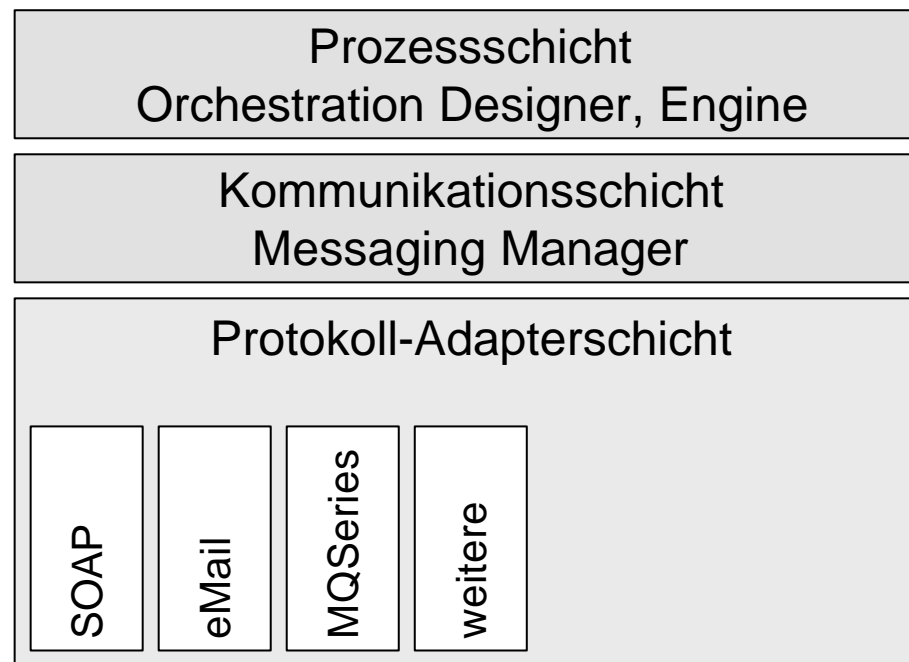 Prozessschicht
Orchestration Designer, Engine
Kommunikationsschicht
Messaging Manager
Protokoll-Adapterschicht
SOAP
eMail
MQSeries
weitere